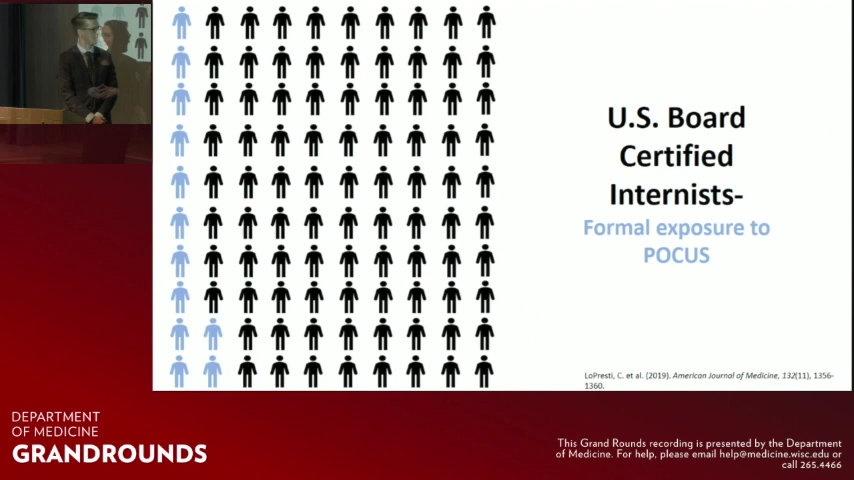 U.S. Board
Certified
Internists-
Formal exposure to
POCUS
LoPresti, C. et al. (2019). American Journal of Medicine, 132(11), 1356-
1360.
DEPARTMENT
OF MEDICINE
GRANDROUNDS
This Grand Rounds recording is presented by the Department
of Medicine. For help, please email help@medicine.wisc.edu or
call 265.4466